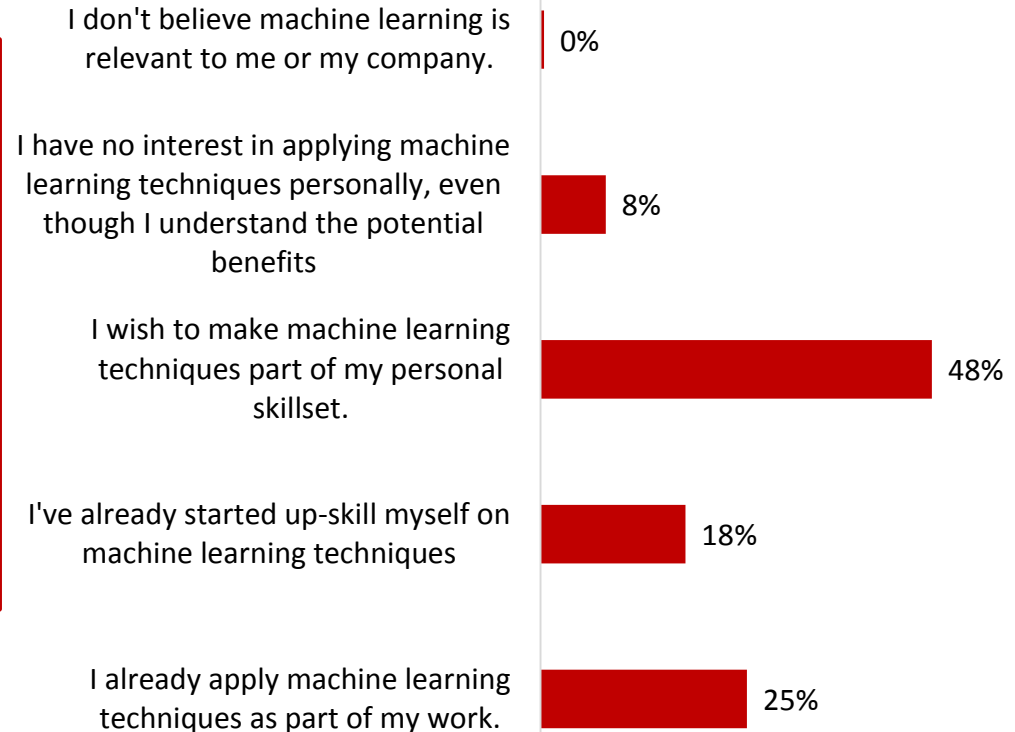 I don't believe machine learning is
relevant to me or my company.
0%
I have no interest in applying machine
learning techniques personally, even
though I understand the potential
benefits
8%
I wish to make machine learning
techniques part of my personal
skillset.
48%
I've already started up-skill myself on
machine learning techniques
18%
I already apply machine learning
techniques as part of my work.
25%